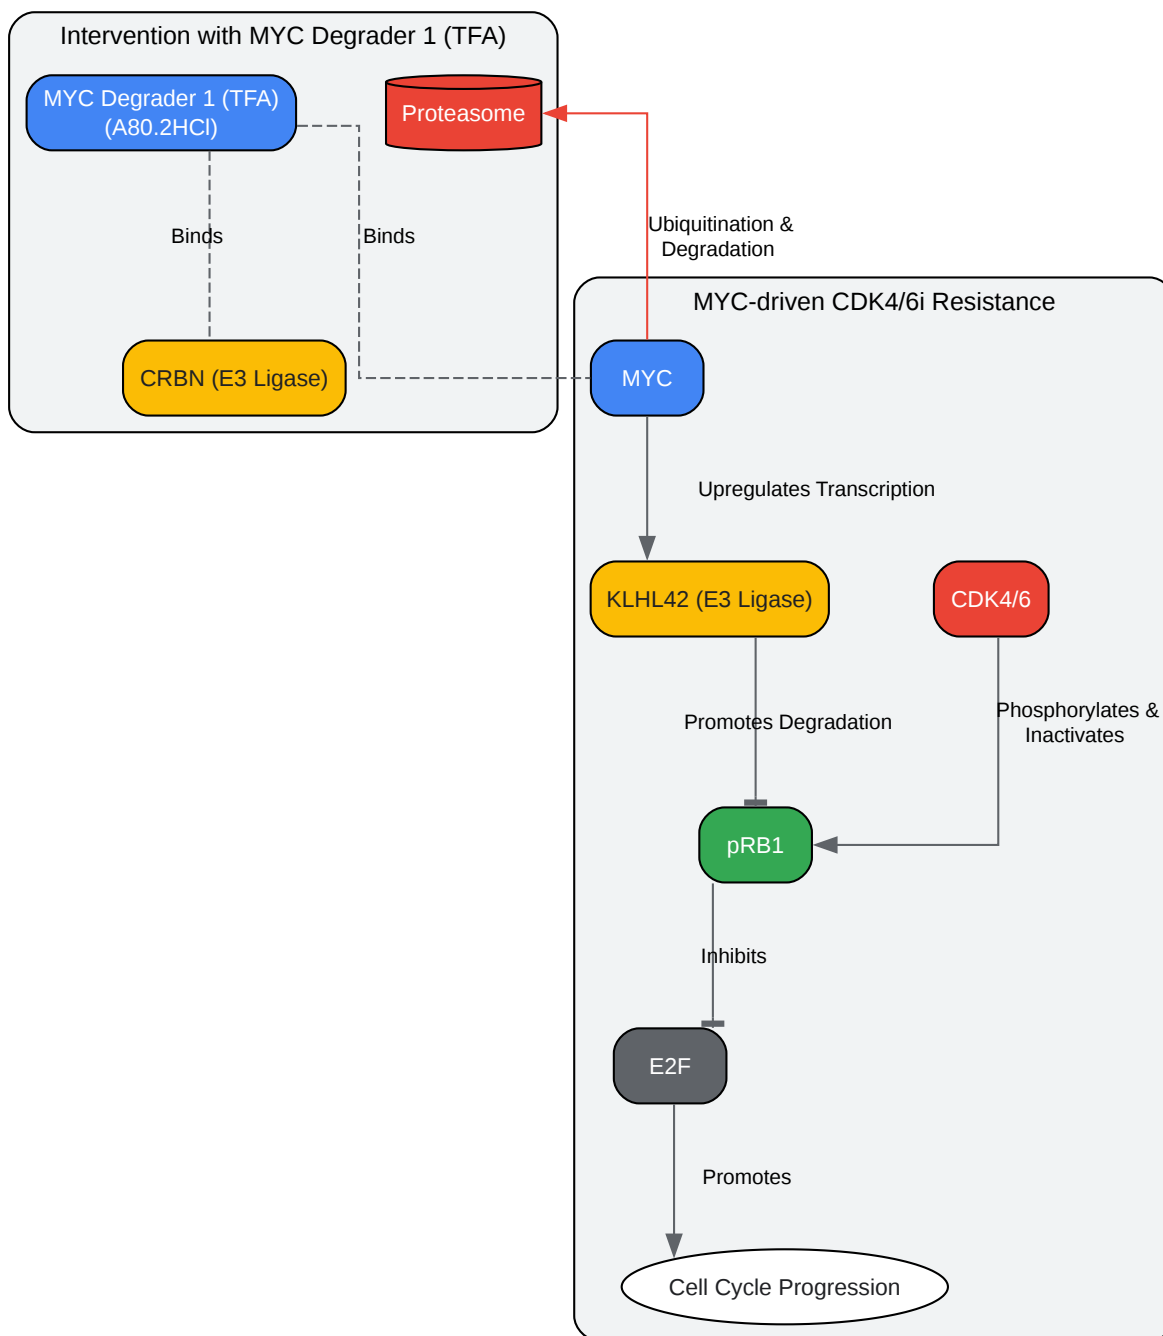 Intervention with MYC Degrader 1 (TFA)
MYC Degrader 1 (TFA)
(A80.2HCl)
Proteasome
Binds
Binds
Ubiquitination &
Degradation
CRBN (E3 Ligase)
MYC-driven CDK4/6i Resistance
MYC
Upregulates Transcription
KLHL42 (E3 Ligase)
CDK4/6
Promotes Degradation
Phosphorylates &
Inactivates
pRB1
Inhibits
E2F
Promotes
Cell Cycle Progression